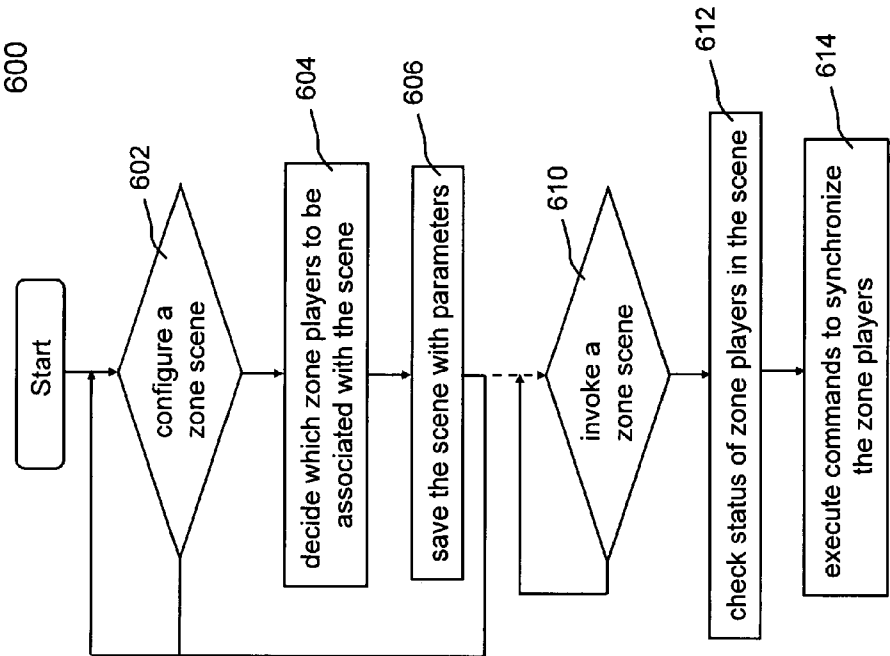 600
Start
configure a
zone scene
602
decide which zone players to be
associated with the scene
604
save the scene with parameters
606
invoke a
zone scene
610
check status of zone players in the scene
612
execute commands to synchronize
the zone players
614